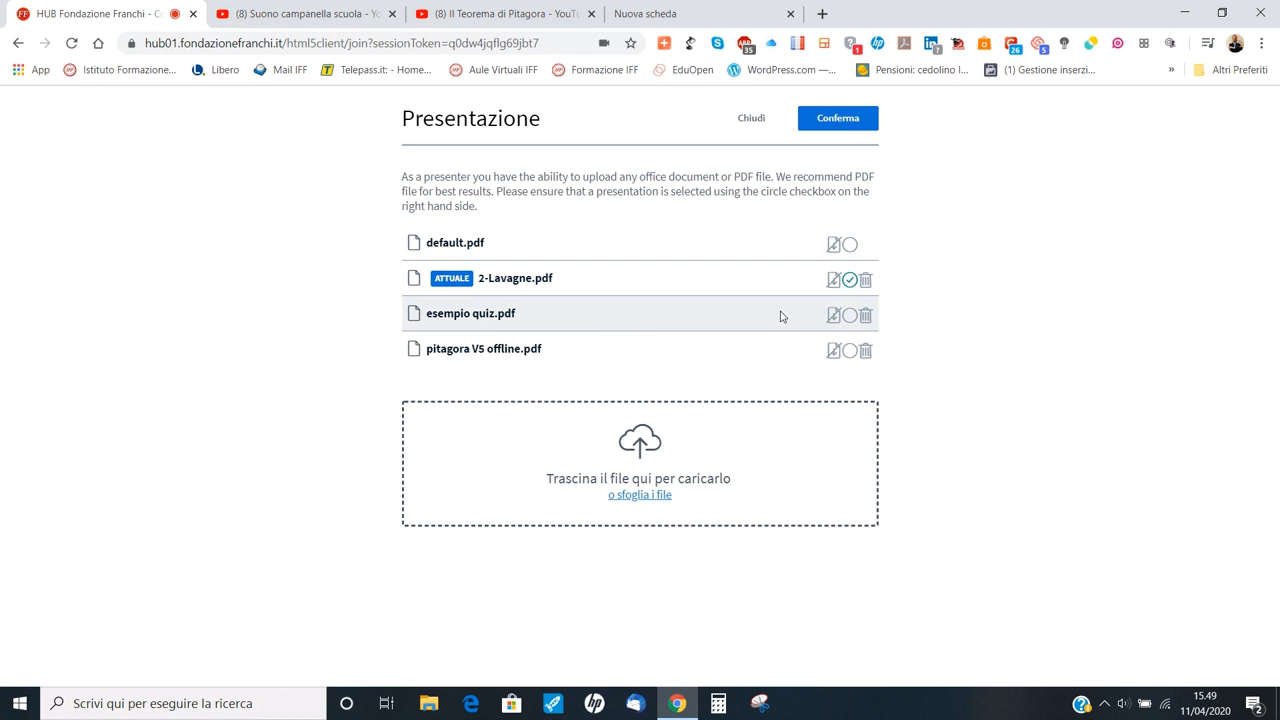 HUB Fondazione Franchi - Co
(8) Suono campanella scuola - Yo
(8) Il Teorema di Pitagora - YouTu
Nuova scheda
hub01.fondazionefranchi.it/html5client/join?sessionToken=q0dw4jqflg69jbt7
35
1
?
26
5
App
Istituto Formazione...
Libero
Mail IFF
Telepass.it: - Home...
Aule Virtuali IFF
Formazione IFF
EduOpen
WordPress.com —...
Pensioni: cedolino I...
(1) Gestione inserzi...
»
Altri Preferiti
Presentazione
Chiudi
Conferma
As a presenter you have the ability to upload any office document or PDF file. We recommend PDF
file for best results. Please ensure that a presentation is selected using the circle checkbox on the
right hand side.
default.pdf
ATTUALE 2-Lavagne.pdf
esempio quiz.pdf
pitagora V5 offline.pdf
Trascina il file qui per caricarlo
o sfoglia i file
Scrivi qui per eseguire la ricerca
15.49
11/04/2020
2